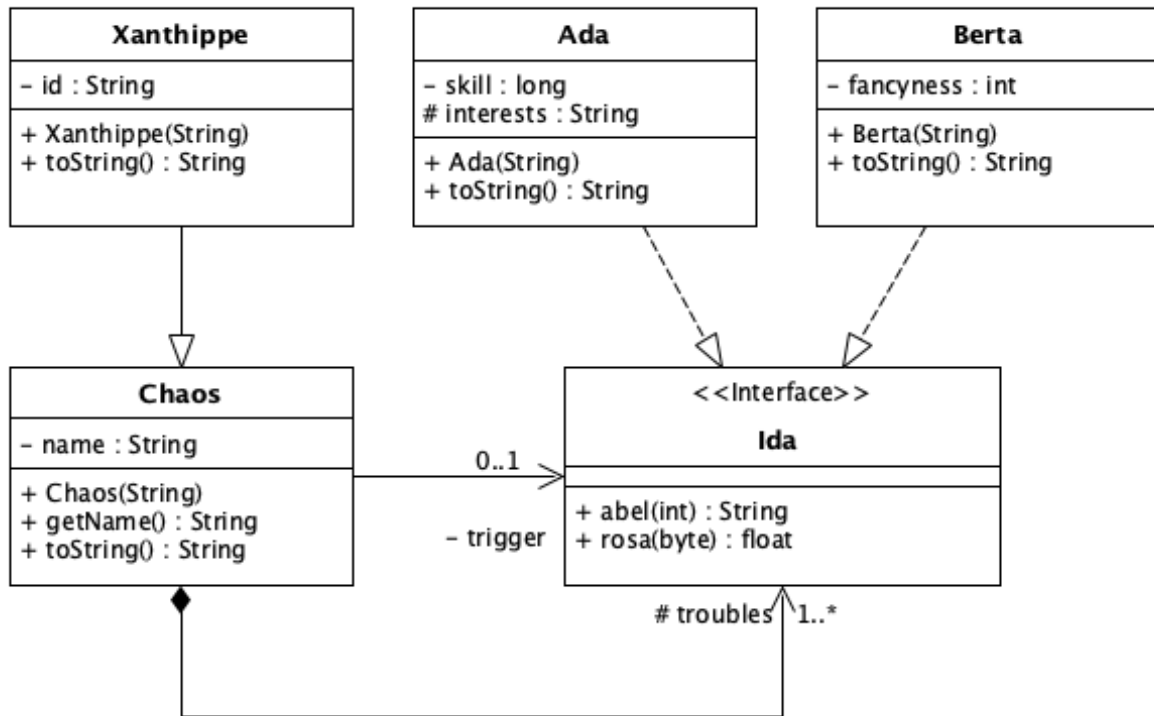 Xanthippe
– id : String
+ Xanthippe(String)
+ toString() : String
Ada
– skill : long
# interests : String
+ Ada(String)
+ toString() : String
Berta
– fancyness : int
+ Berta(String)
+ toString() : String
Chaos
– name : String
+ Chaos(String)
+ getName() : String
+ toString() : String
0..1
– trigger
<<Interface>>
Ida
+ abel(int) : String
+ rosa(byte) : float
# troubles
1..*